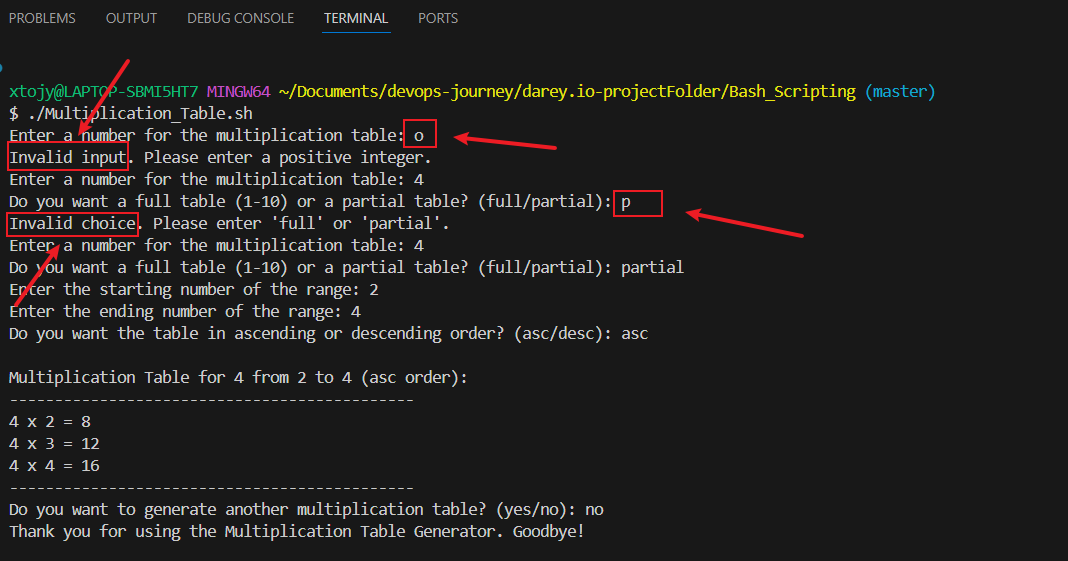 PROBLEMS OUTPUT DEBUG CONSOLE TERMINAL PORTS
xtojy@LAPTOP-SBMI5HT7 MINGW64 ~/Documents/devops-journey/darey.io-projectFolder/Bash_Scripting (master)
$ ./Multiplication_Table.sh
Enter a number for the multiplication table: o
Invalid input. Please enter a positive integer.
Enter a number for the multiplication table: 4
Do you want a full table (1-10) or a partial table? (full/partial): p
Invalid choice. Please enter 'full' or 'partial'.
Enter a number for the multiplication table: 4
Do you want a full table (1-10) or a partial table? (full/partial): partial
Enter the starting number of the range: 2
Enter the ending number of the range: 4
Do you want the table in ascending or descending order? (asc/desc): asc

Multiplication Table for 4 from 2 to 4 (asc order):
---------------------------------------------
4 x 2 = 8
4 x 3 = 12
4 x 4 = 16
---------------------------------------------
Do you want to generate another multiplication table? (yes/no): no
Thank you for using the Multiplication Table Generator. Goodbye!